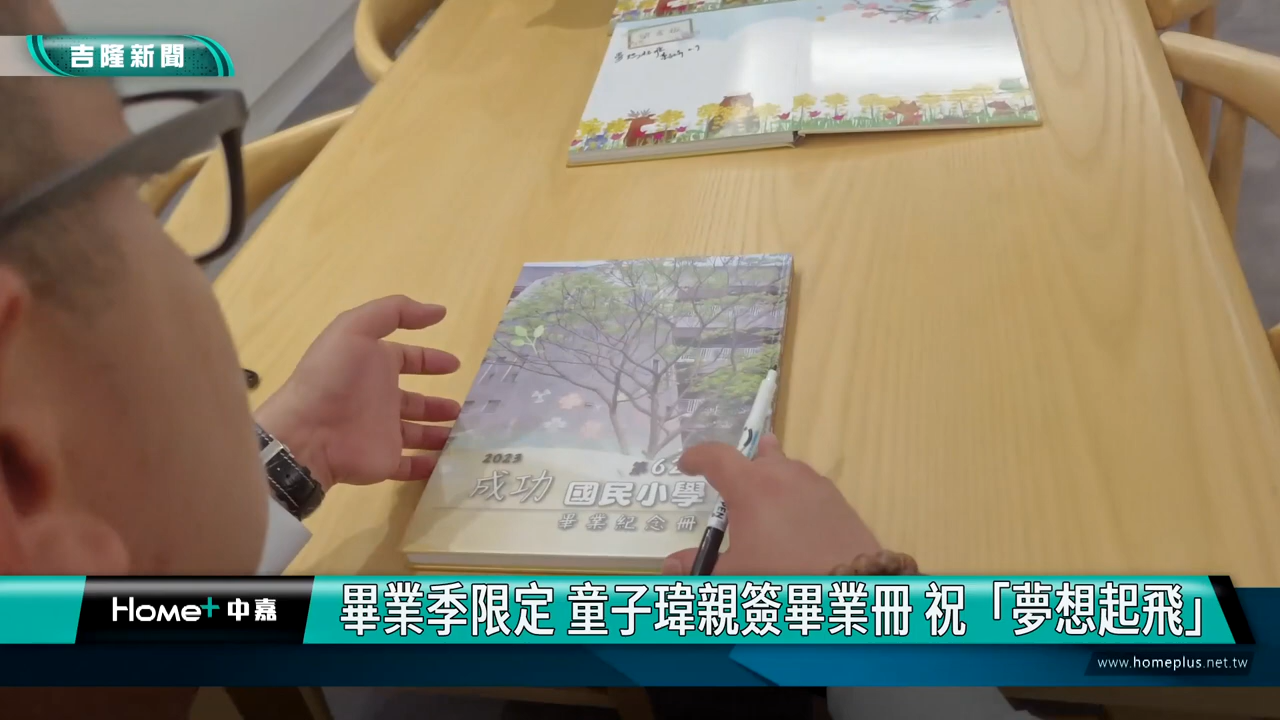 吉隆新聞
2023
成功 國民小學
畢業紀念冊
Home+ 中嘉
畢業季限定 童子瑋親簽畢業冊 祝「夢想起飛」
www.homeplus.net.tw